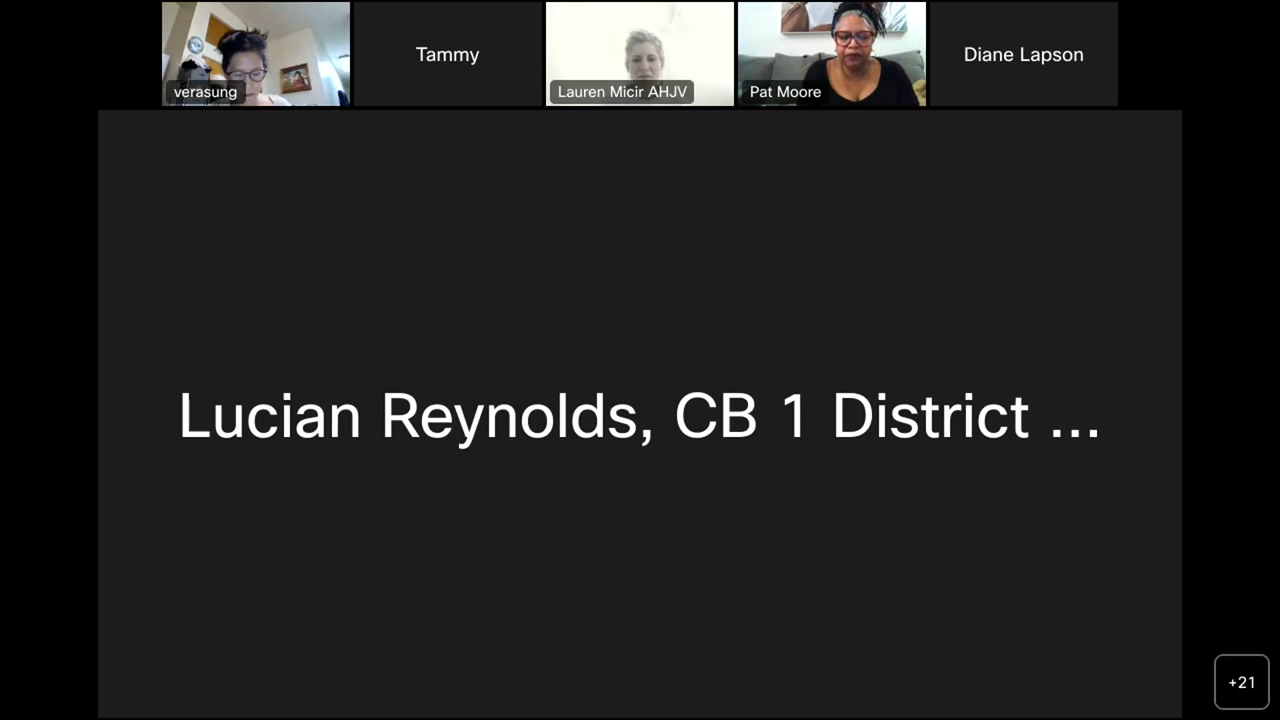 verasung
Tammy
Lauren Micir AHJV
Pat Moore
Diane Lapson
Lucian Reynolds, CB 1 District ...
+21